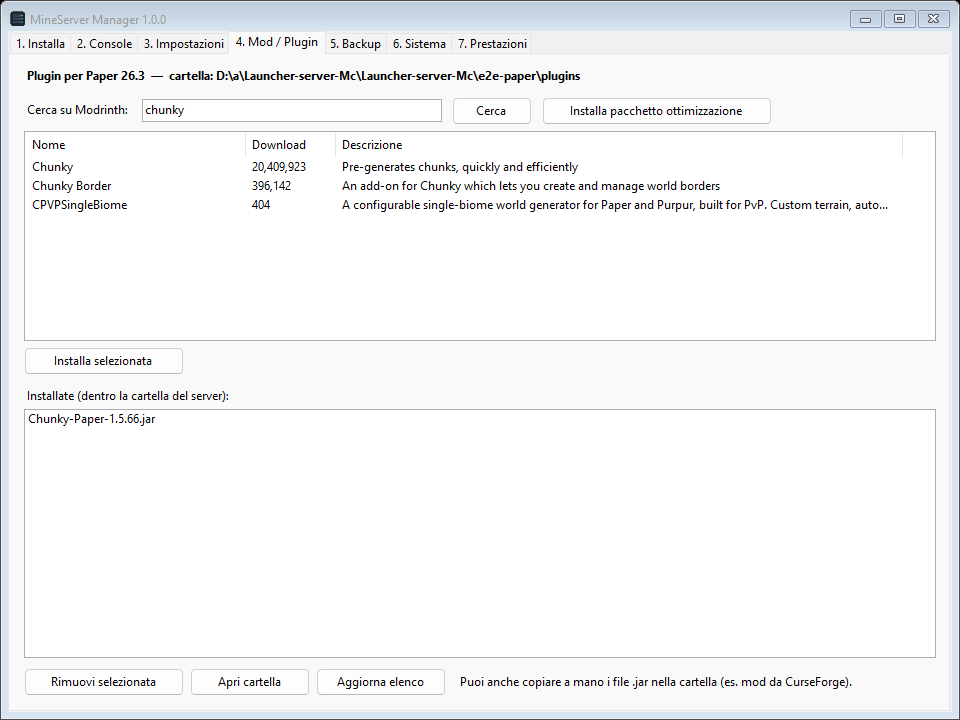 MineServer Manager 1.0.0
1. Installa 2. Console 3. Impostazioni 4. Mod / Plugin 5. Backup 6. Sistema 7. Prestazioni
Plugin per Paper 26.3 — cartella: D:\a\Launcher-server-Mc\Launcher-server-Mc\e2e-paper\plugins
Cerca su Modrinth: chunky Cerca Installa pacchetto ottimizzazione
Nome Download Descrizione
Chunky 20,409,923 Pre-generates chunks, quickly and efficiently
Chunky Border 396,142 An add-on for Chunky which lets you create and manage world borders
CPVPSingleBiome 404 A configurable single-biome world generator for Paper and Purpur, built for PvP. Custom terrain, auto...
Installa selezionata
Installate (dentro la cartella del server):
Chunky-Paper-1.5.66.jar
Rimuovi selezionata Apri cartella Aggiorna elenco Puoi anche copiare a mano i file .jar nella cartella (es. mod da CurseForge).